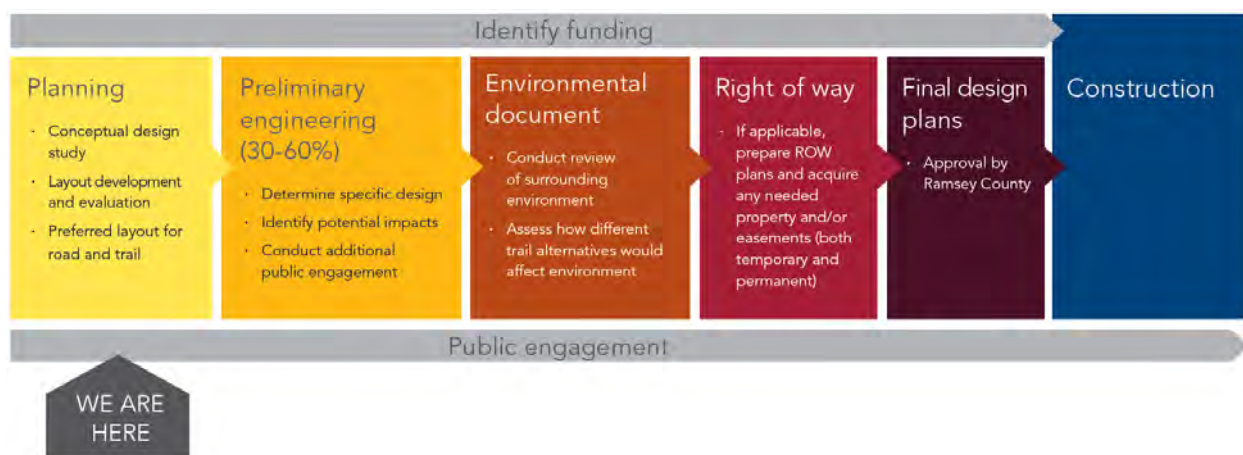 Identify funding
Planning
· Conceptual design
study
· Layout development
and evaluation
· Preferred layout for
road and trail
Preliminary
engineering
(30-60%)
· Determine specific design
· Identify potential impacts
· Conduct additional
public engagement
Environmental
document
· Conduct review
of surrounding
environment
· Assess how different
trail alternatives would
affect environment
Right of way
· If applicable,
prepare ROW
plans and acquire
any needed
property and/or
easements (both
temporary and
permanent)
Final design
plans
· Approval by
Ramsey County
Construction
Public engagement
WE ARE
HERE